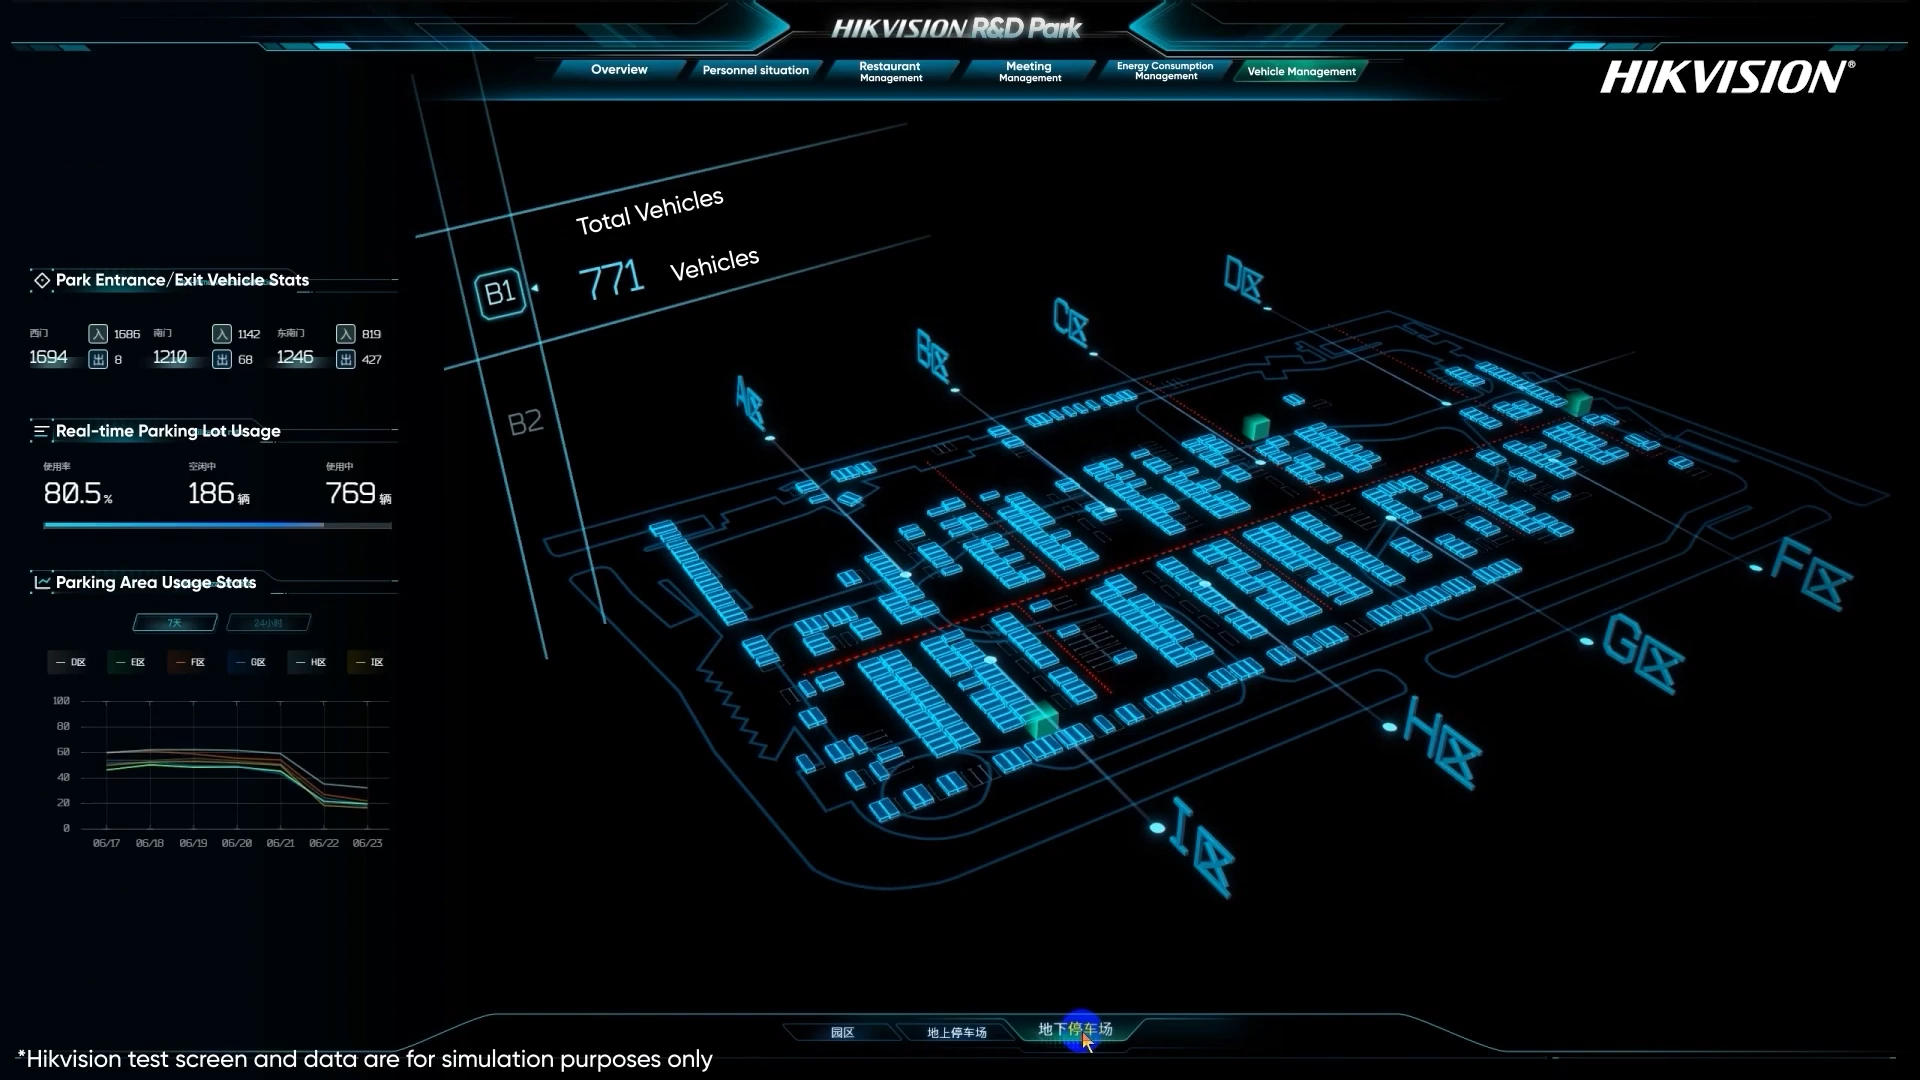 HIKVISION R&D Park
Overview
Personnel situation
Restaurant
Management
Meeting
Management
Energy Consumption
Management
Vehicle Management
HIKVISION®
Total Vehicles
771 Vehicles
B1
B2
Park Entrance/Exit Vehicle Stats
西门 入 1686 南门 入 1142 东南门 入 819
1694 出 8 1210 出 68 1246 出 427
Real-time Parking Lot Usage
使用率 空闲中 使用中
80.5% 186辆 769辆
Parking Area Usage Stats
7天 24小时
D区 E区 F区 G区 H区 I区
100
80
60
40
20
0
06/17 06/18 06/19 06/20 06/21 06/22 06/23
A区
B区
C区
D区
F区
G区
H区
I区
园区 地上停车场 地下停车场
*Hikvision test screen and data are for simulation purposes only